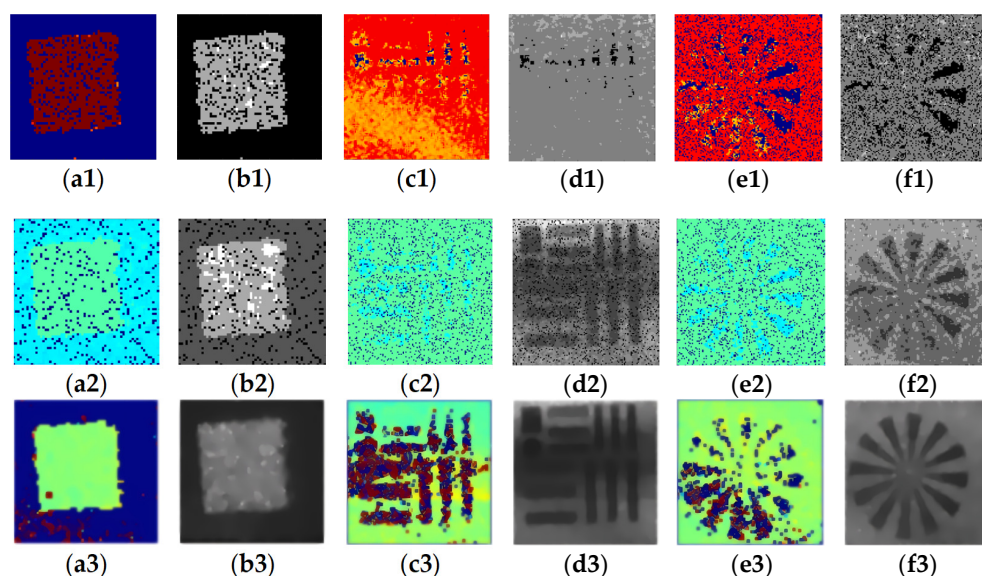 (a1) (b1) (c1) (d1) (e1) (f1)
(a2) (b2) (c2) (d2) (e2) (f2)
(a3) (b3) (c3) (d3) (e3) (f3)